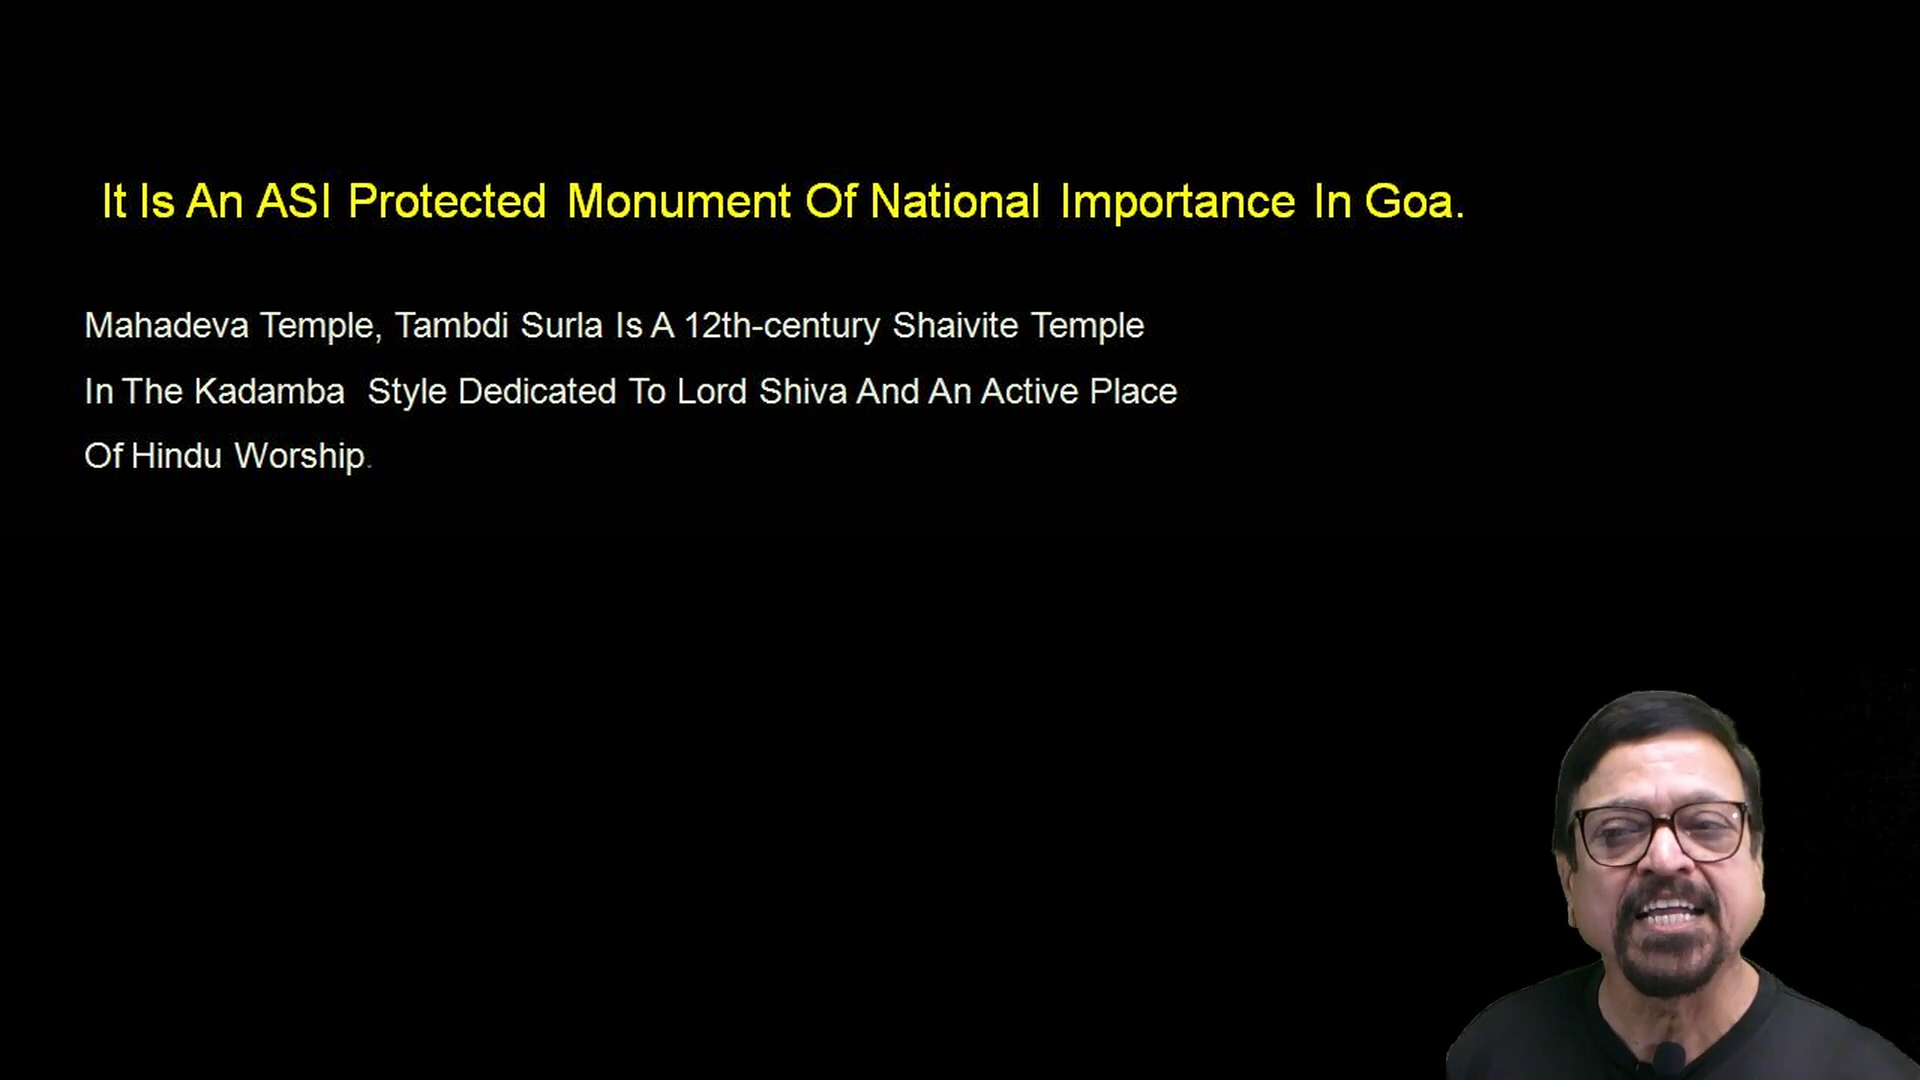 It Is An ASI Protected Monument Of National Importance In Goa.
Mahadeva Temple, Tambdi Surla Is A 12th-century Shaivite Temple
In The Kadamba Style Dedicated To Lord Shiva And An Active Place
Of Hindu Worship.